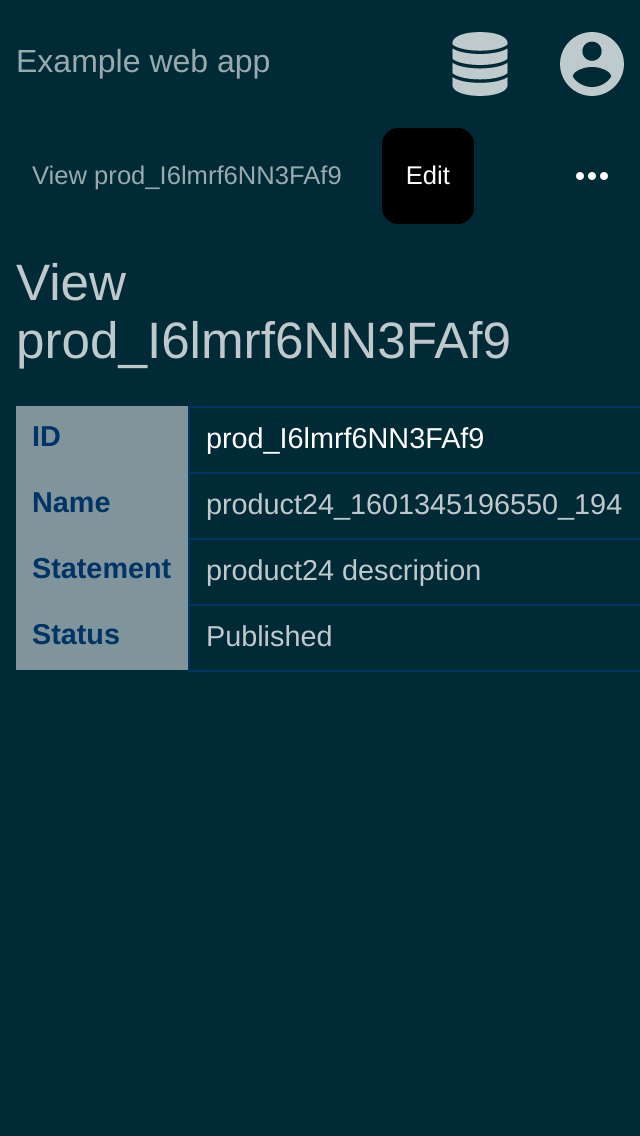 Example web app
View prod_I6lmrf6NN3FAf9 Edit
View
prod_I6lmrf6NN3FAf9
ID prod_I6lmrf6NN3FAf9
Name product24_1601345196550_194
Statement product24 description
Status Published